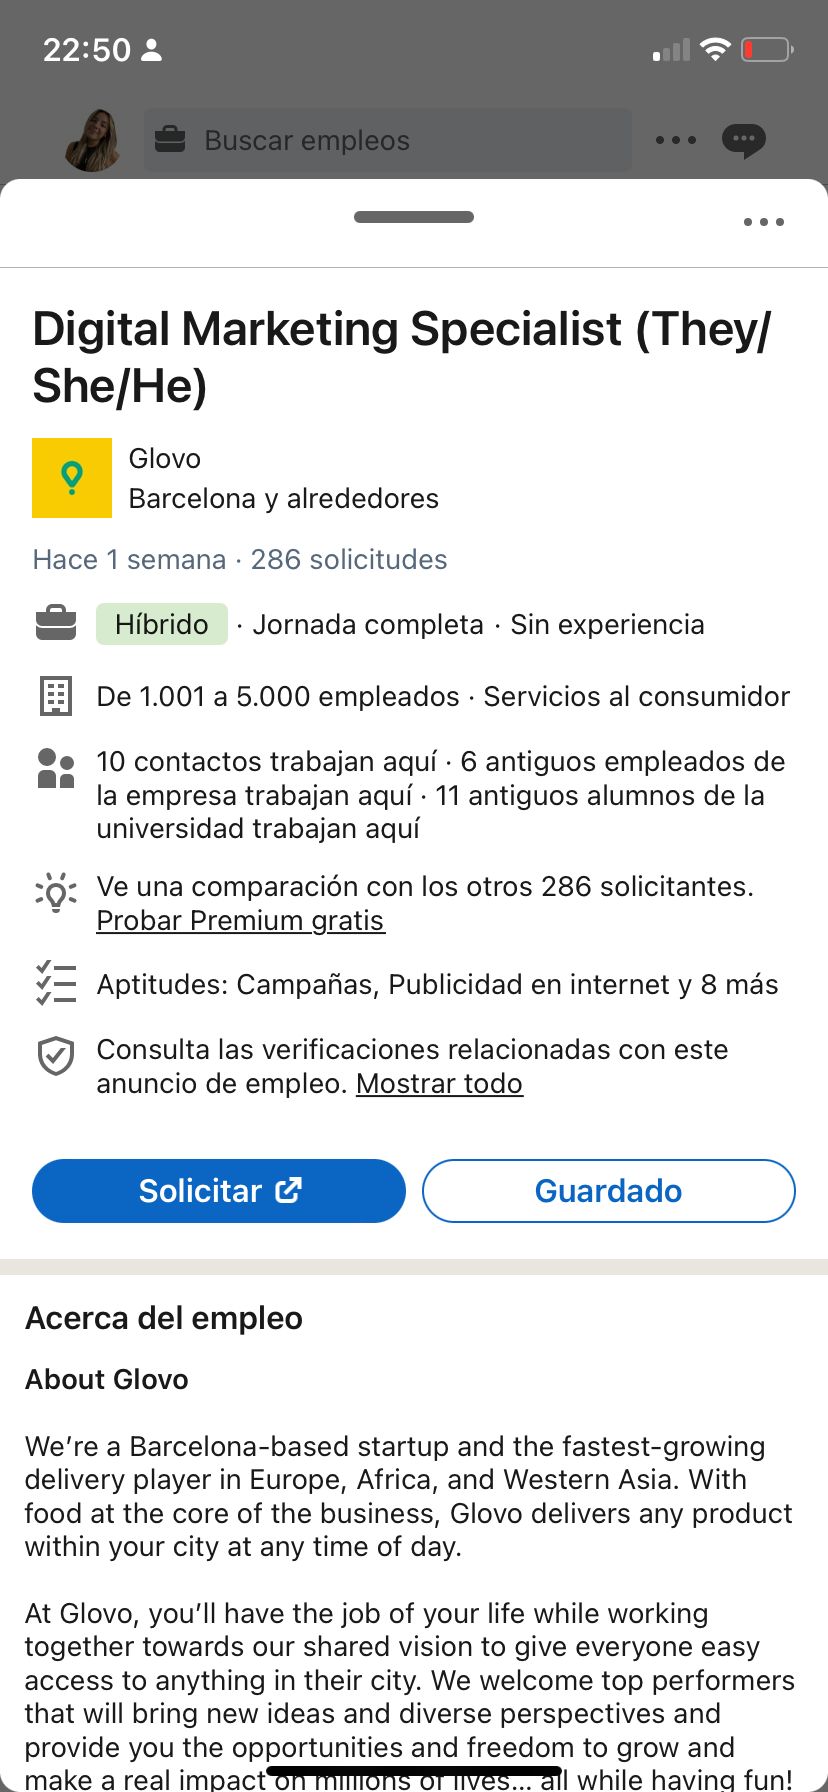 22:50
Buscar empleos
Digital Marketing Specialist (They/
She/He)
Glovo
Barcelona y alrededores
Hace 1 semana · 286 solicitudes
Híbrido · Jornada completa · Sin experiencia
De 1.001 a 5.000 empleados · Servicios al consumidor
10 contactos trabajan aquí · 6 antiguos empleados de
la empresa trabajan aquí · 11 antiguos alumnos de la
universidad trabajan aquí
Ve una comparación con los otros 286 solicitantes.
Probar Premium gratis
Aptitudes: Campañas, Publicidad en internet y 8 más
Consulta las verificaciones relacionadas con este
anuncio de empleo. Mostrar todo
Solicitar
Guardado
Acerca del empleo
About Glovo
We’re a Barcelona-based startup and the fastest-growing
delivery player in Europe, Africa, and Western Asia. With
food at the core of the business, Glovo delivers any product
within your city at any time of day.
At Glovo, you’ll have the job of your life while working
together towards our shared vision to give everyone easy
access to anything in their city. We welcome top performers
that will bring new ideas and diverse perspectives and
provide you the opportunities and freedom to grow and
make a real impact on millions of lives... all while having fun!